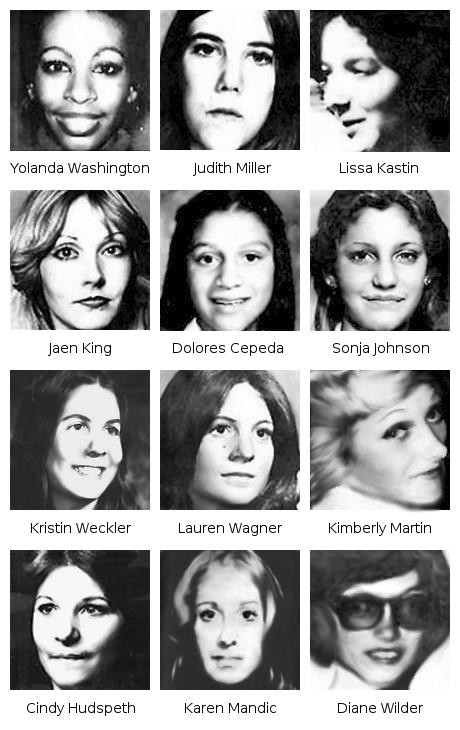 Yolanda Washington
Judith Miller
Lissa Kastin
Jaen King
Dolores Cepeda
Sonja Johnson
Kristin Weckler
Lauren Wagner
Kimberly Martin
Cindy Hudspeth
Karen Mandic
Diane Wilder